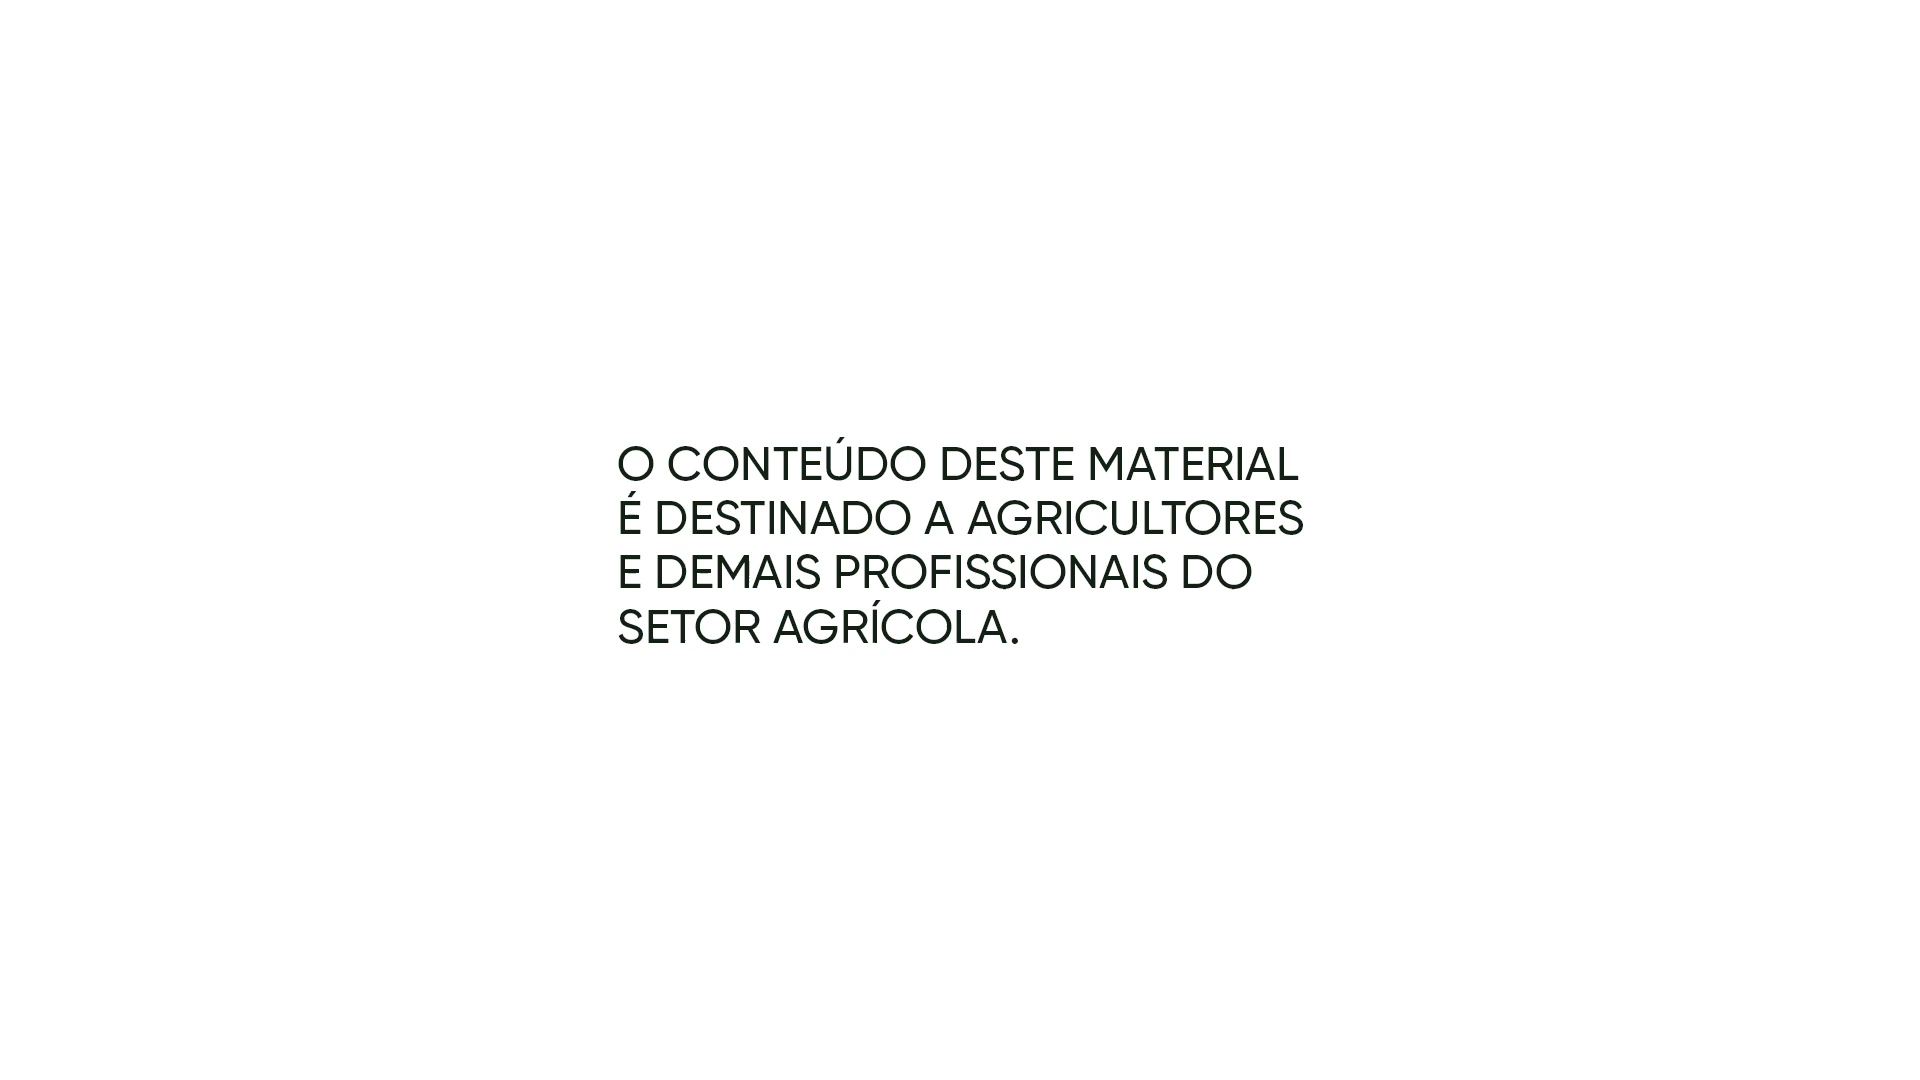 O CONTEÚDO DESTE MATERIAL
É DESTINADO A AGRICULTORES
E DEMAIS PROFISSIONAIS DO
SETOR AGRÍCOLA.